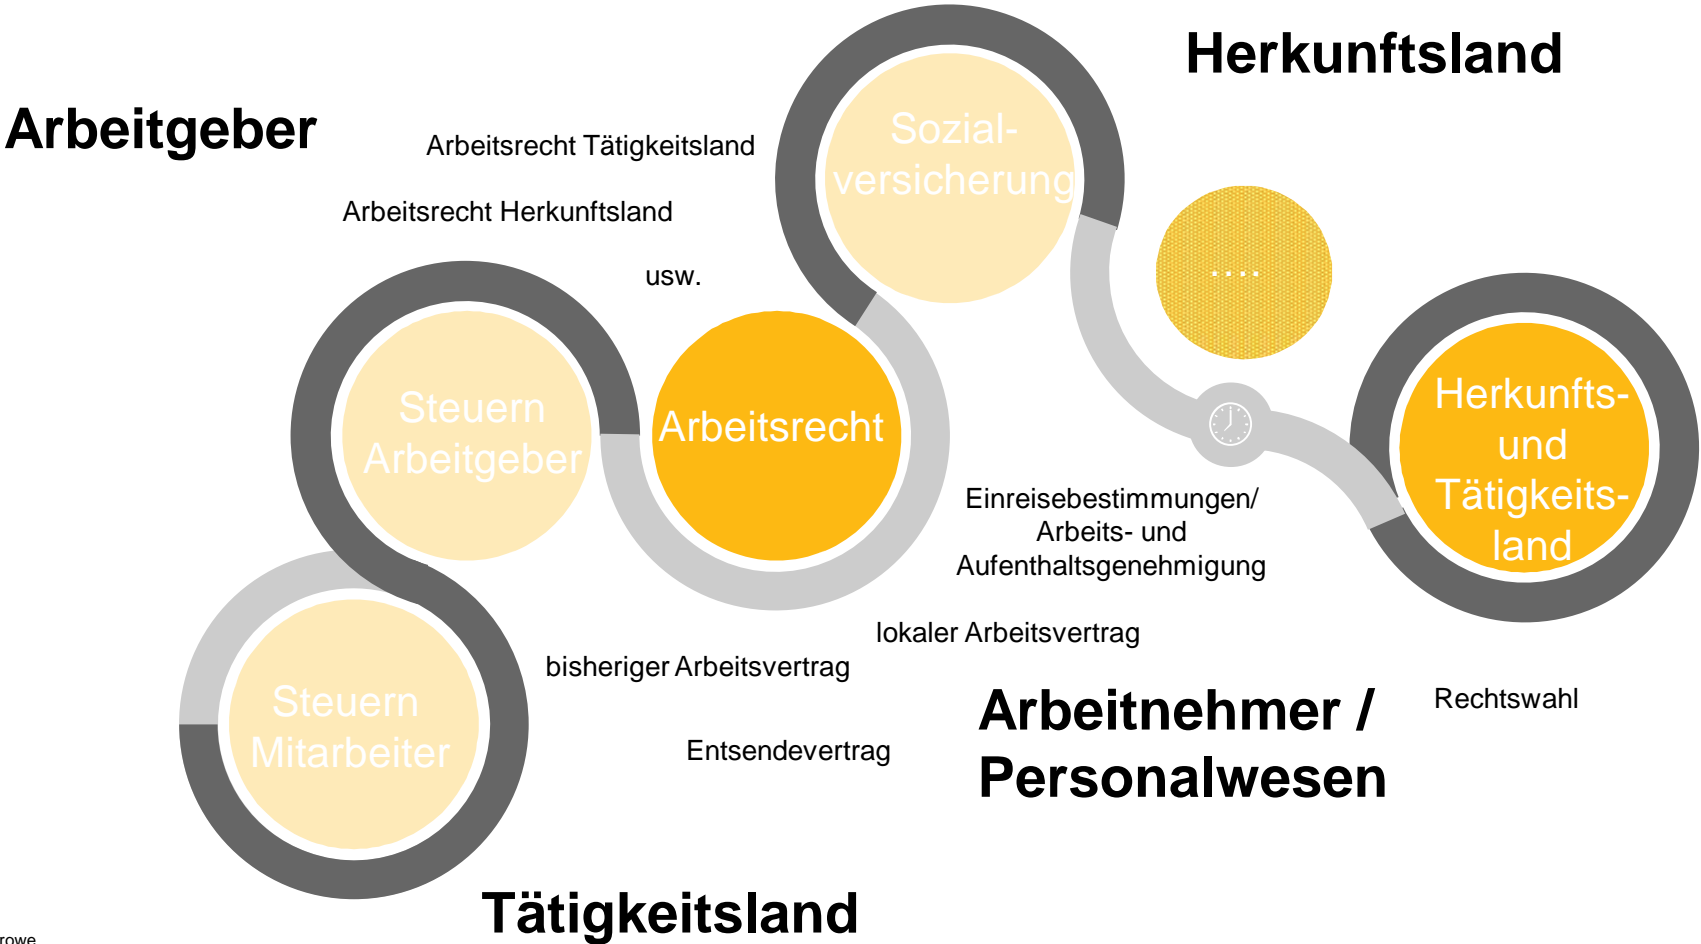 Herkunftsland
Arbeitgeber
Arbeitsrecht Tätigkeitsland
Arbeitsrecht Herkunftsland
usw.
Sozial-
versicherung
....
Steuern
Arbeitgeber
Arbeitsrecht
Herkunfts-
und
Tätigkeits-
land
Einreisebestimmungen/
Arbeits- und
Aufenthaltsgenehmigung
lokaler Arbeitsvertrag
bisheriger Arbeitsvertrag
Steuern
Mitarbeiter
Entsendevertrag
Arbeitnehmer /
Personalwesen
Rechtswahl
Tätigkeitsland